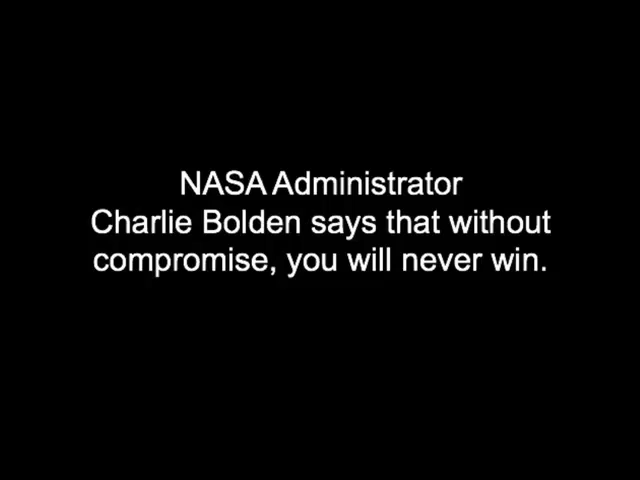 NASA Administrator
Charlie Bolden says that without
compromise, you will never win.